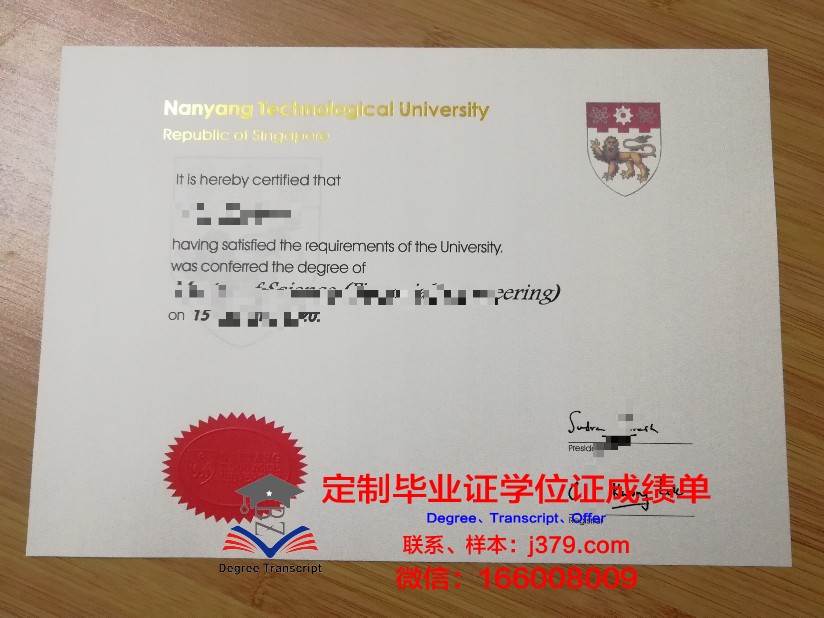 Nanyang Technological University
Republic of Singapore
It is hereby certified that
having satisfied the requirements of the University,
was conferred the degree of
on 15
定制毕业证学位证成绩单
Degree、Transcript、Offer
联系、样本：j379.com
微信：166008009
Degree Transcript